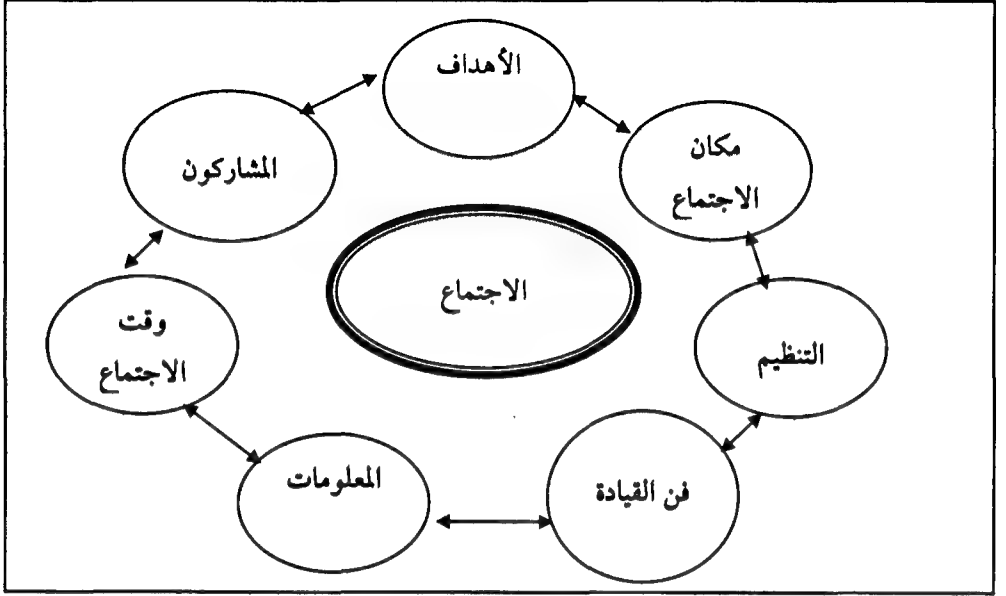 الأهداف
مكان
الاجتماع
المشاركون
الاجتماع
وقت
الاجتماع
التنظيم
المعلومات
فن القيادة